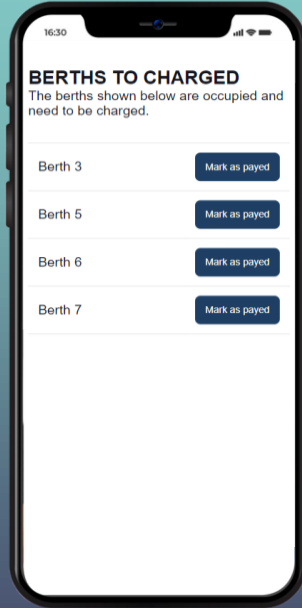 16:30
BERTHS TO CHARGED
The berths shown below are occupied and
need to be charged.
Berth 3
Mark as payed
Berth 5
Mark as payed
Berth 6
Mark as payed
Berth 7
Mark as payed